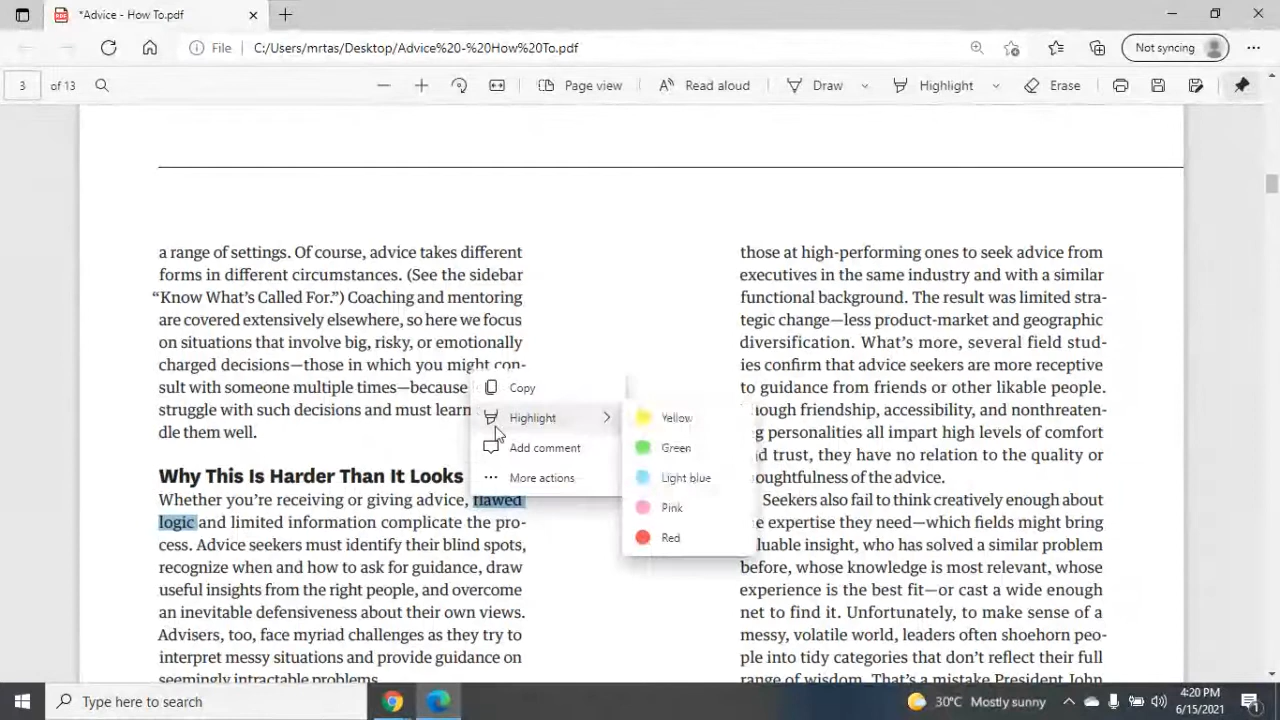 *Advice - How To.pdf
File C:/Users/mrtas/Desktop/Advice%20-%20How%20To.pdf Not syncing
3 of 13 Page view Read aloud Draw Highlight Erase
a range of settings. Of course, advice takes different
forms in different circumstances. (See the sidebar
“Know What’s Called For.”) Coaching and mentoring
are covered extensively elsewhere, so here we focus
on situations that involve big, risky, or emotionally
charged decisions—those in which you might con-
sult with someone multiple times—because
struggle with such decisions and must learn
dle them well.
Why This Is Harder Than It Looks
Whether you’re receiving or giving advice, flawed
logic and limited information complicate the pro-
cess. Advice seekers must identify their blind spots,
recognize when and how to ask for guidance, draw
useful insights from the right people, and overcome
an inevitable defensiveness about their own views.
Advisers, too, face myriad challenges as they try to
interpret messy situations and provide guidance on
seemingly intractable problems.
Copy
Highlight
Add comment
More actions
Yellow
Green
Light blue
Pink
Red
those at high-performing ones to seek advice from
executives in the same industry and with a similar
functional background. The result was limited stra-
tegic change—less product-market and geographic
diversification. What’s more, several field stud-
ies confirm that advice seekers are more receptive
to guidance from friends or other likable people.
though friendship, accessibility, and nonthreaten-
personalities all impart high levels of comfort
trust, they have no relation to the quality or
thoughtfulness of the advice.
Seekers also fail to think creatively enough about
expertise they need—which fields might bring
valuable insight, who has solved a similar problem
before, whose knowledge is most relevant, whose
experience is the best fit—or cast a wide enough
net to find it. Unfortunately, to make sense of a
messy, volatile world, leaders often shoehorn peo-
ple into tidy categories that don’t reflect their full
range of wisdom. That’s a mistake President John
Type here to search 30°C Mostly sunny 4:20 PM
6/15/2021
1